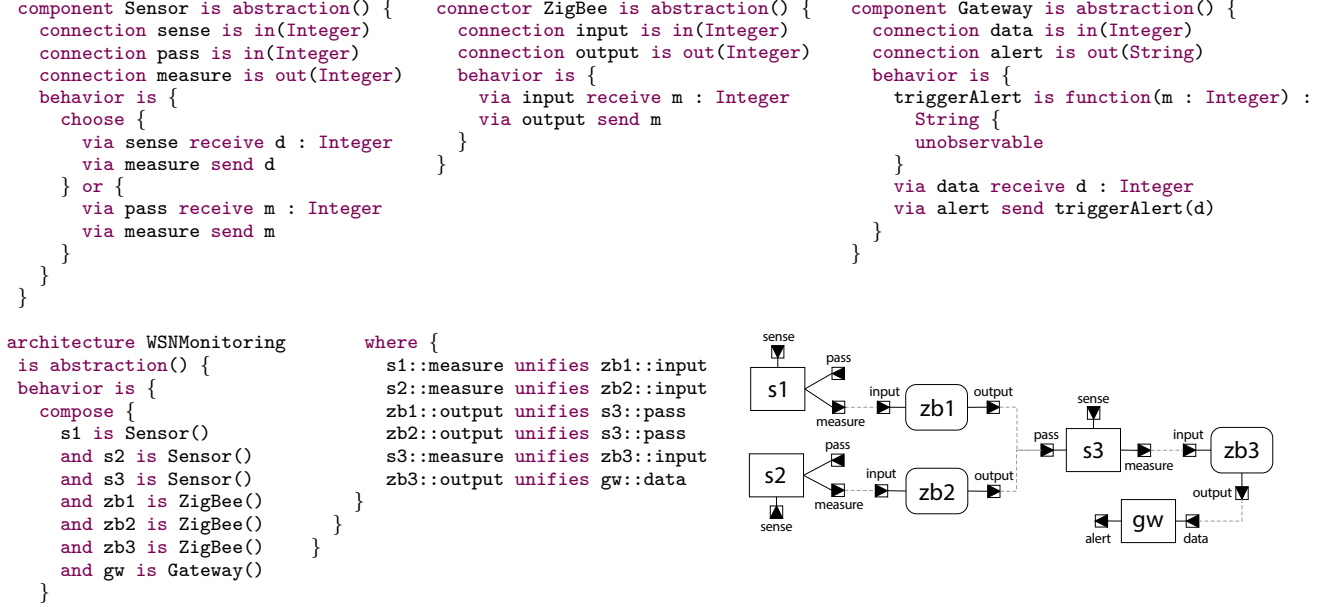 component Sensor is abstraction() {
connection sense is in(Integer)
connection pass is in(Integer)
connection measure is out(Integer)
behavior is {
choose {
via sense receive d : Integer
via measure send d
} or {
via pass receive m : Integer
via measure send m
}
}
}
connector ZigBee is abstraction() {
connection input is in(Integer)
connection output is out(Integer)
behavior is {
via input receive m : Integer
via output send m
}
}
component Gateway is abstraction() {
connection data is in(Integer)
connection alert is out(String)
behavior is {
triggerAlert is function(m : Integer) :
String {
unobservable
}
via data receive d : Integer
via alert send triggerAlert(d)
}
}
architecture WSNMonitoring
is abstraction() {
behavior is {
compose {
s1 is Sensor()
and s2 is Sensor()
and s3 is Sensor()
and zb1 is ZigBee()
and zb2 is ZigBee()
and zb3 is ZigBee()
and gw is Gateway()
}
where {
s1::measure unifies zb1::input
s2::measure unifies zb2::input
zb1::output unifies s3::pass
zb2::output unifies s3::pass
s3::measure unifies zb3::input
zb3::output unifies gw::data
}
}
}
sense
pass
s1
measure
input
zb1
output
pass
s2
sense
measure
input
zb2
output
sense
pass
s3
measure
input
zb3
output
gw
alert
data